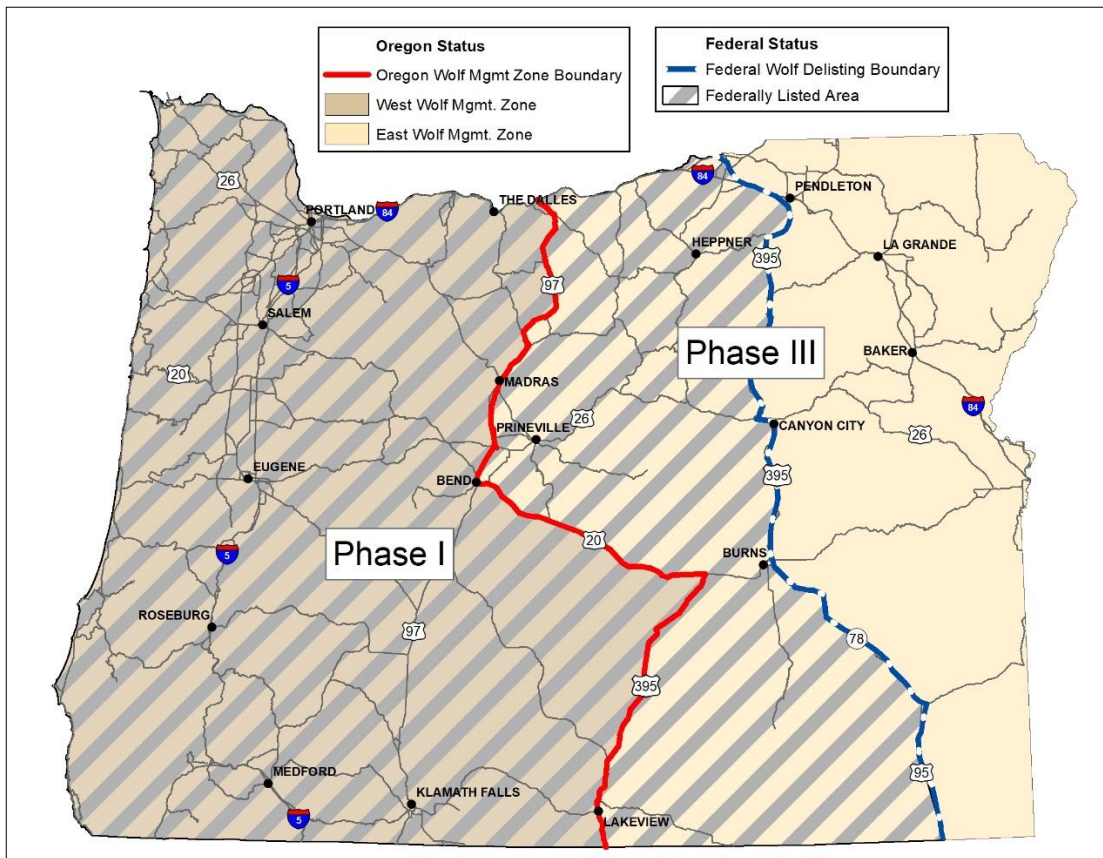 Oregon Status
Oregon Wolf Mgmt Zone Boundary
West Wolf Mgmt. Zone
East Wolf Mgmt. Zone
Federal Status
Federal Wolf Delisting Boundary
Federally Listed Area
26
PORTLAND
84
THE DALLES
84
PENDLETON
HEPPNER
LA GRANDE
395
97
5
SALEM
Phase III
BAKER
20
MADRAS
84
26
CANYON CITY
26
PRINEVILLE
EUGENE
BEND
395
20
Phase I
5
BURNS
ROSEBURG
97
78
395
95
MEDFORD
KLAMATH FALLS
5
LAKEVIEW